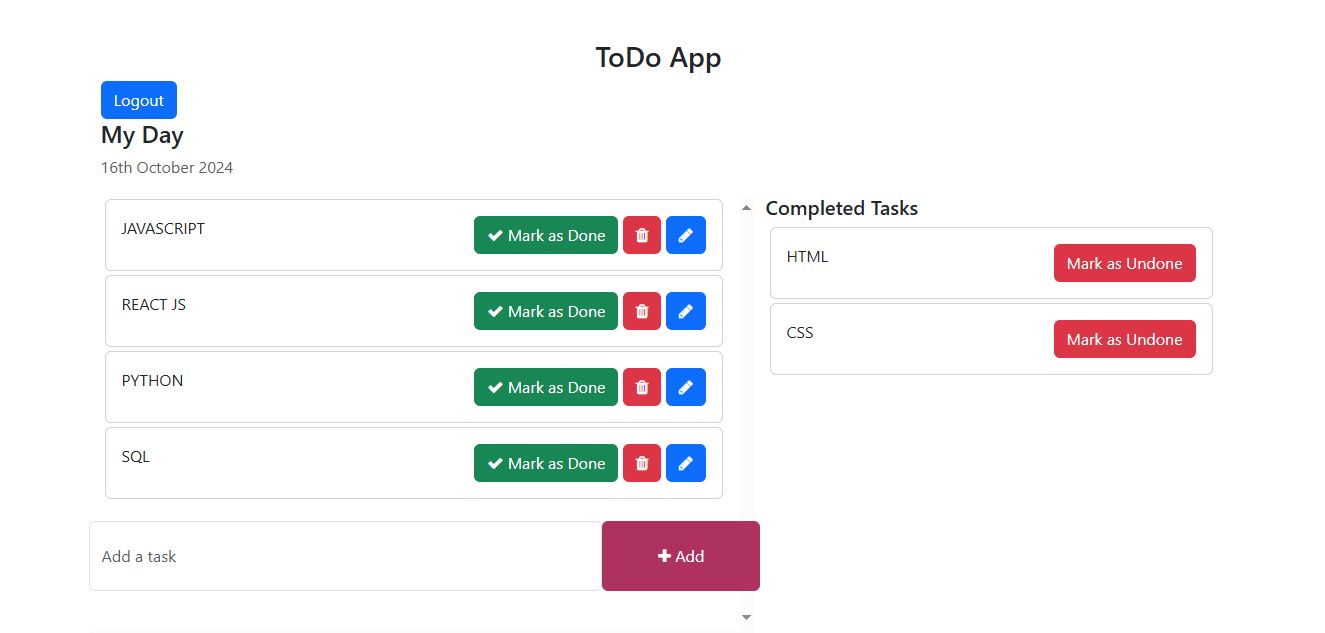 ToDo App
Logout
My Day
16th October 2024
JAVASCRIPT Mark as Done
REACT JS Mark as Done
PYTHON Mark as Done
SQL Mark as Done
Add a task Add
Completed Tasks
HTML Mark as Undone
CSS Mark as Undone